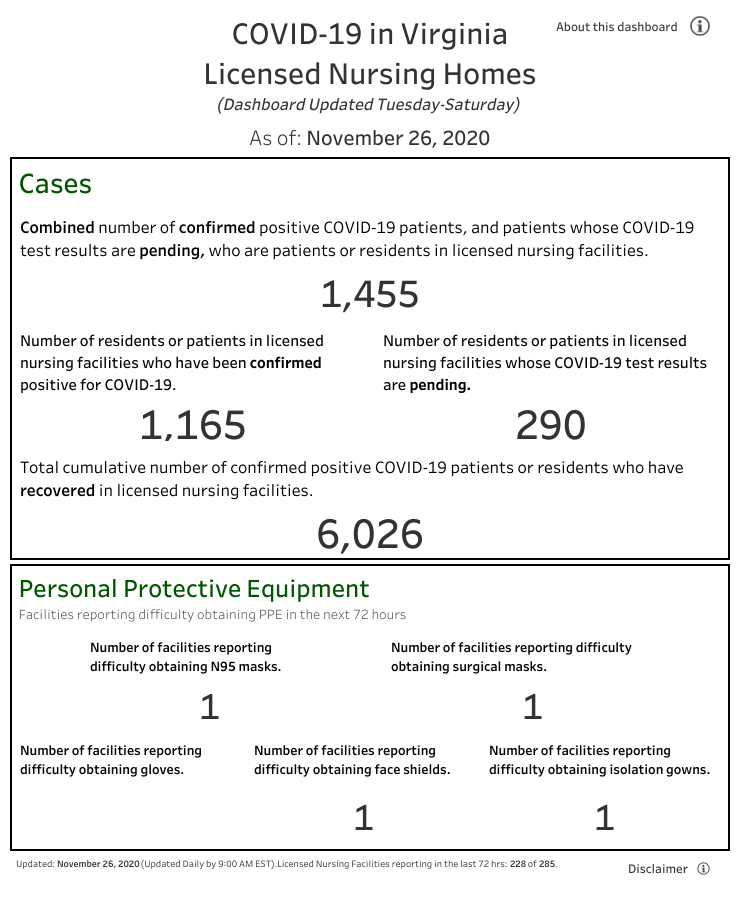 COVID-19 in Virginia
About this dashboard
Licensed Nursing Homes
(Dashboard Updated Tuesday-Saturday)
As of: November 26, 2020
Cases
Combined number of confirmed positive COVID-19 patients, and patients whose COVID-19
test results are pending, who are patients or residents in licensed nursing facilities.
1,455
Number of residents or patients in licensed
nursing facilities who have been confirmed
positive for COVID-19.
1,165
Number of residents or patients in licensed
nursing facilities whose COVID-19 test results
are pending.
290
Total cumulative number of confirmed positive COVID-19 patients or residents who have
recovered in licensed nursing facilities.
6,026
Personal Protective Equipment
Facilities reporting difficulty obtaining PPE in the next 72 hours
Number of facilities reporting
difficulty obtaining N95 masks.
1
Number of facilities reporting difficulty
obtaining surgical masks.
1
Number of facilities reporting
difficulty obtaining gloves.
Number of facilities reporting
difficulty obtaining face shields.
1
Number of facilities reporting
difficulty obtaining isolation gowns.
1
Updated: November 26, 2020 (Updated Daily by 9:00 AM EST).Licensed Nursing Facilities reporting in the last 72 hrs: 228 of 285.
Disclaimer